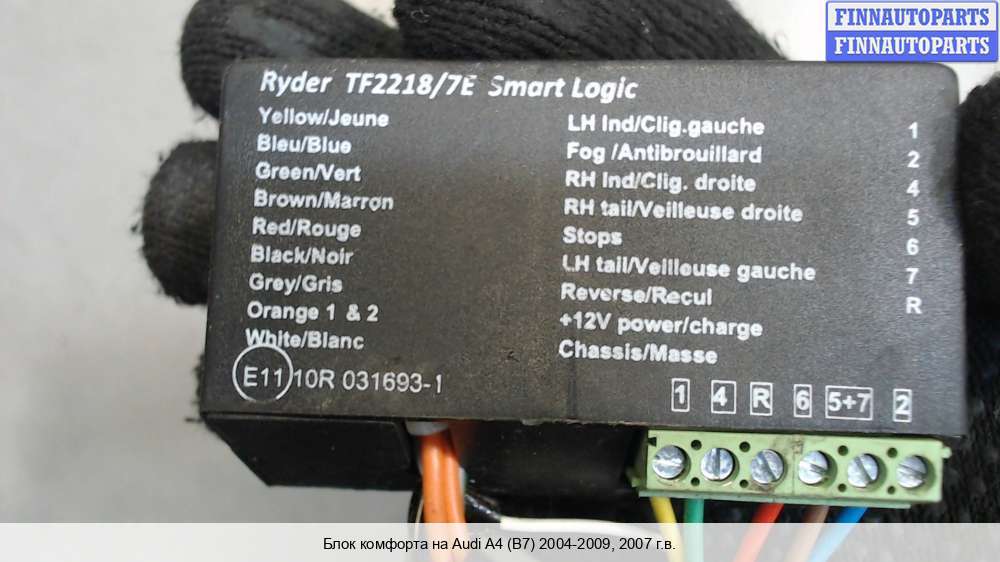 FINNAUTOPARTS
FINNAUTOPARTS
Ryder TF2218/7E Smart Logic
Yellow/Jeune LH Ind/Clig.gauche 1
Bleu/Blue Fog /Antibrouillard 2
Green/Vert RH Ind/Clig. droite 4
Brown/Marron RH tail/Veilleuse droite 5
Red/Rouge Stops 6
Black/Noir LH tail/Veilleuse gauche 7
Grey/Gris Reverse/Recul R
Orange 1 & 2 +12V power/charge
White/Blanc Chassis/Masse
E11 10R 031693-1
1 4 R 6 5+7 2
Блок комфорта на Audi A4 (B7) 2004-2009, 2007 г.в.